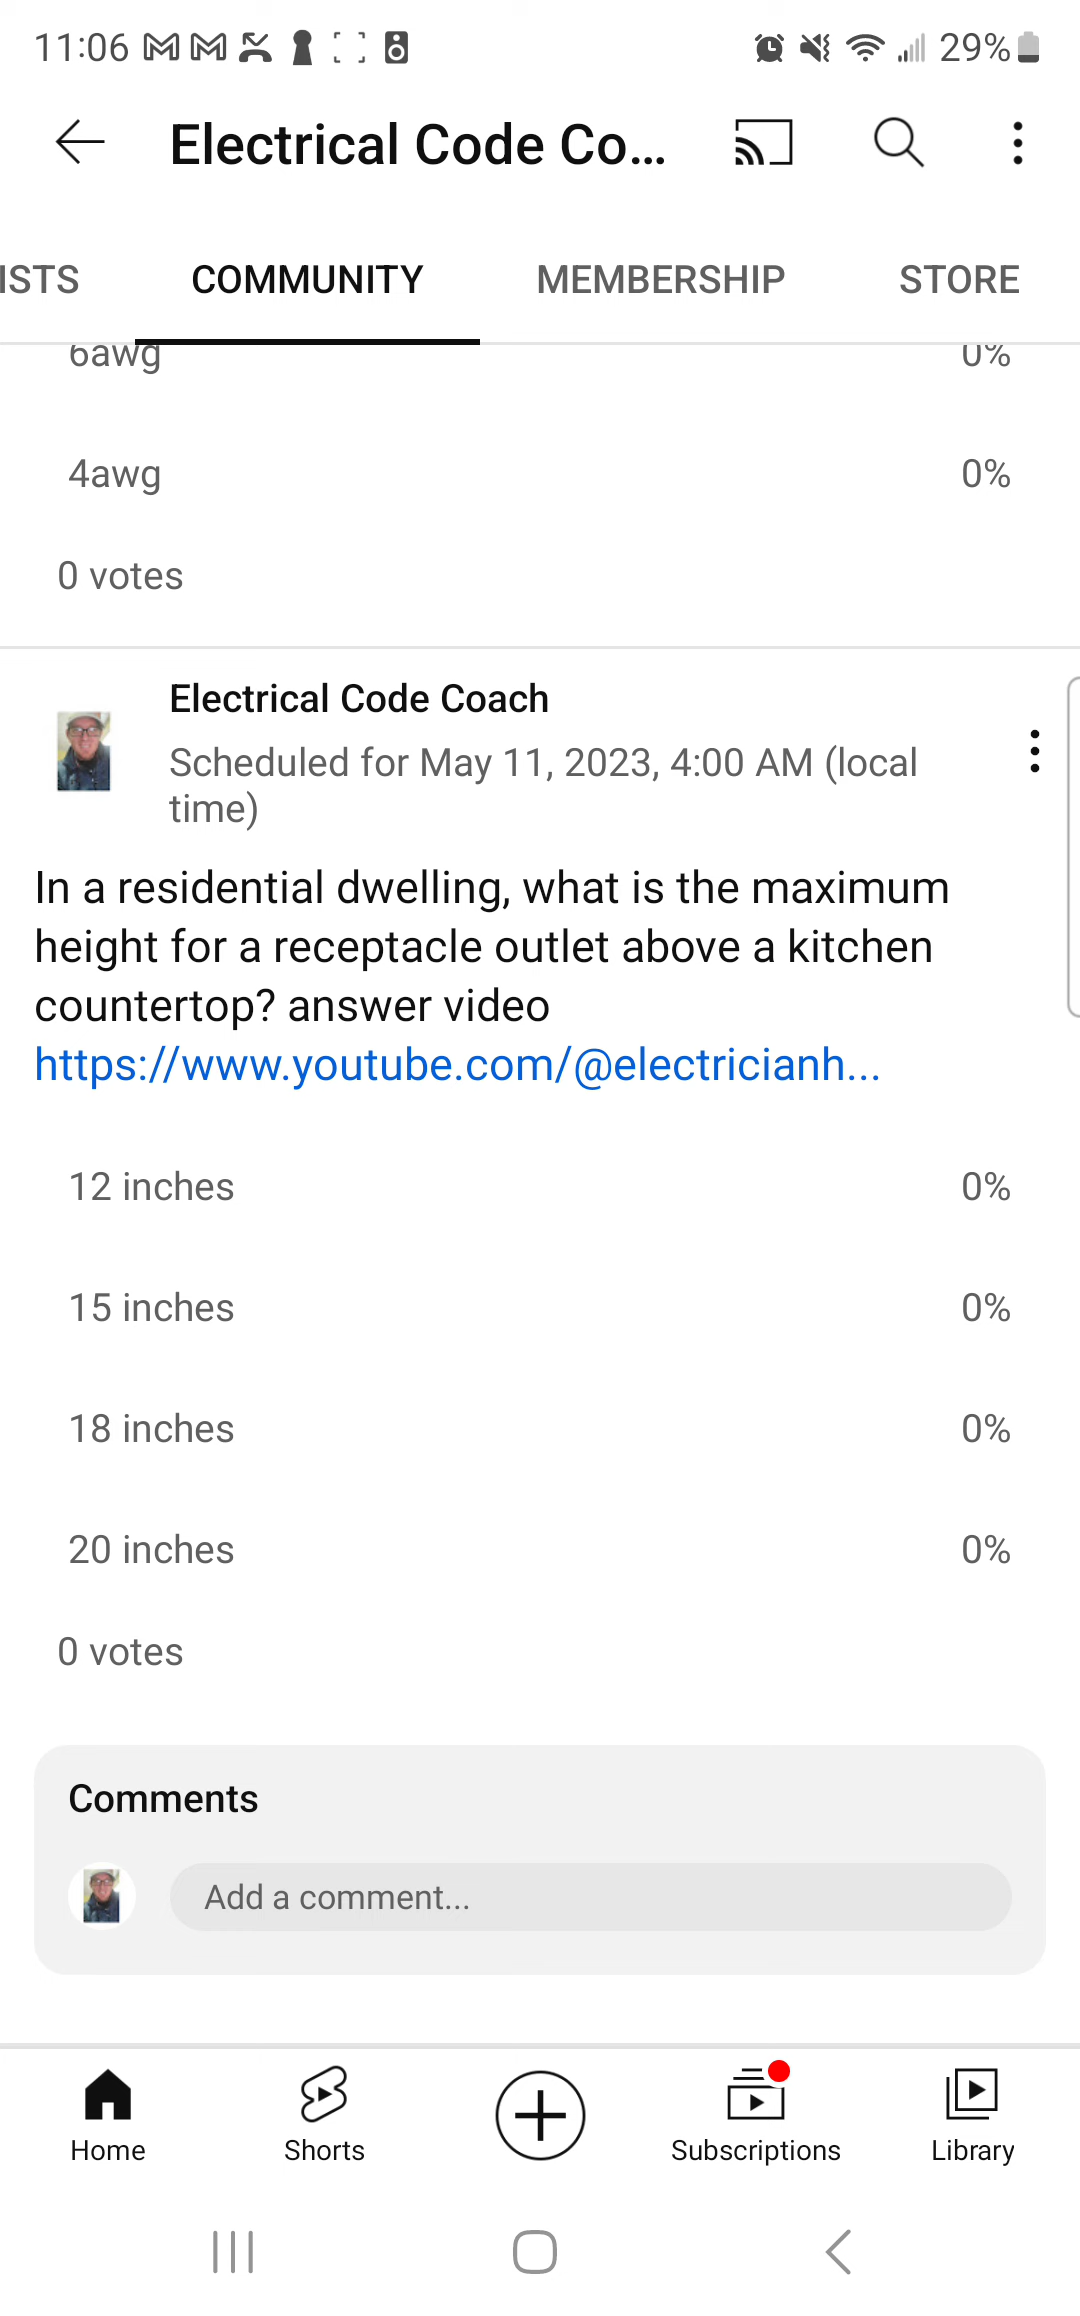 11:06 29%
Electrical Code Co...
ISTS COMMUNITY MEMBERSHIP STORE
6awg 0%
4awg 0%
0 votes
Electrical Code Coach
Scheduled for May 11, 2023, 4:00 AM (local
time)
In a residential dwelling, what is the maximum
height for a receptacle outlet above a kitchen
countertop? answer video
https://www.youtube.com/@electricianh...
12 inches 0%
15 inches 0%
18 inches 0%
20 inches 0%
0 votes
Comments
Add a comment...
Home Shorts Subscriptions Library